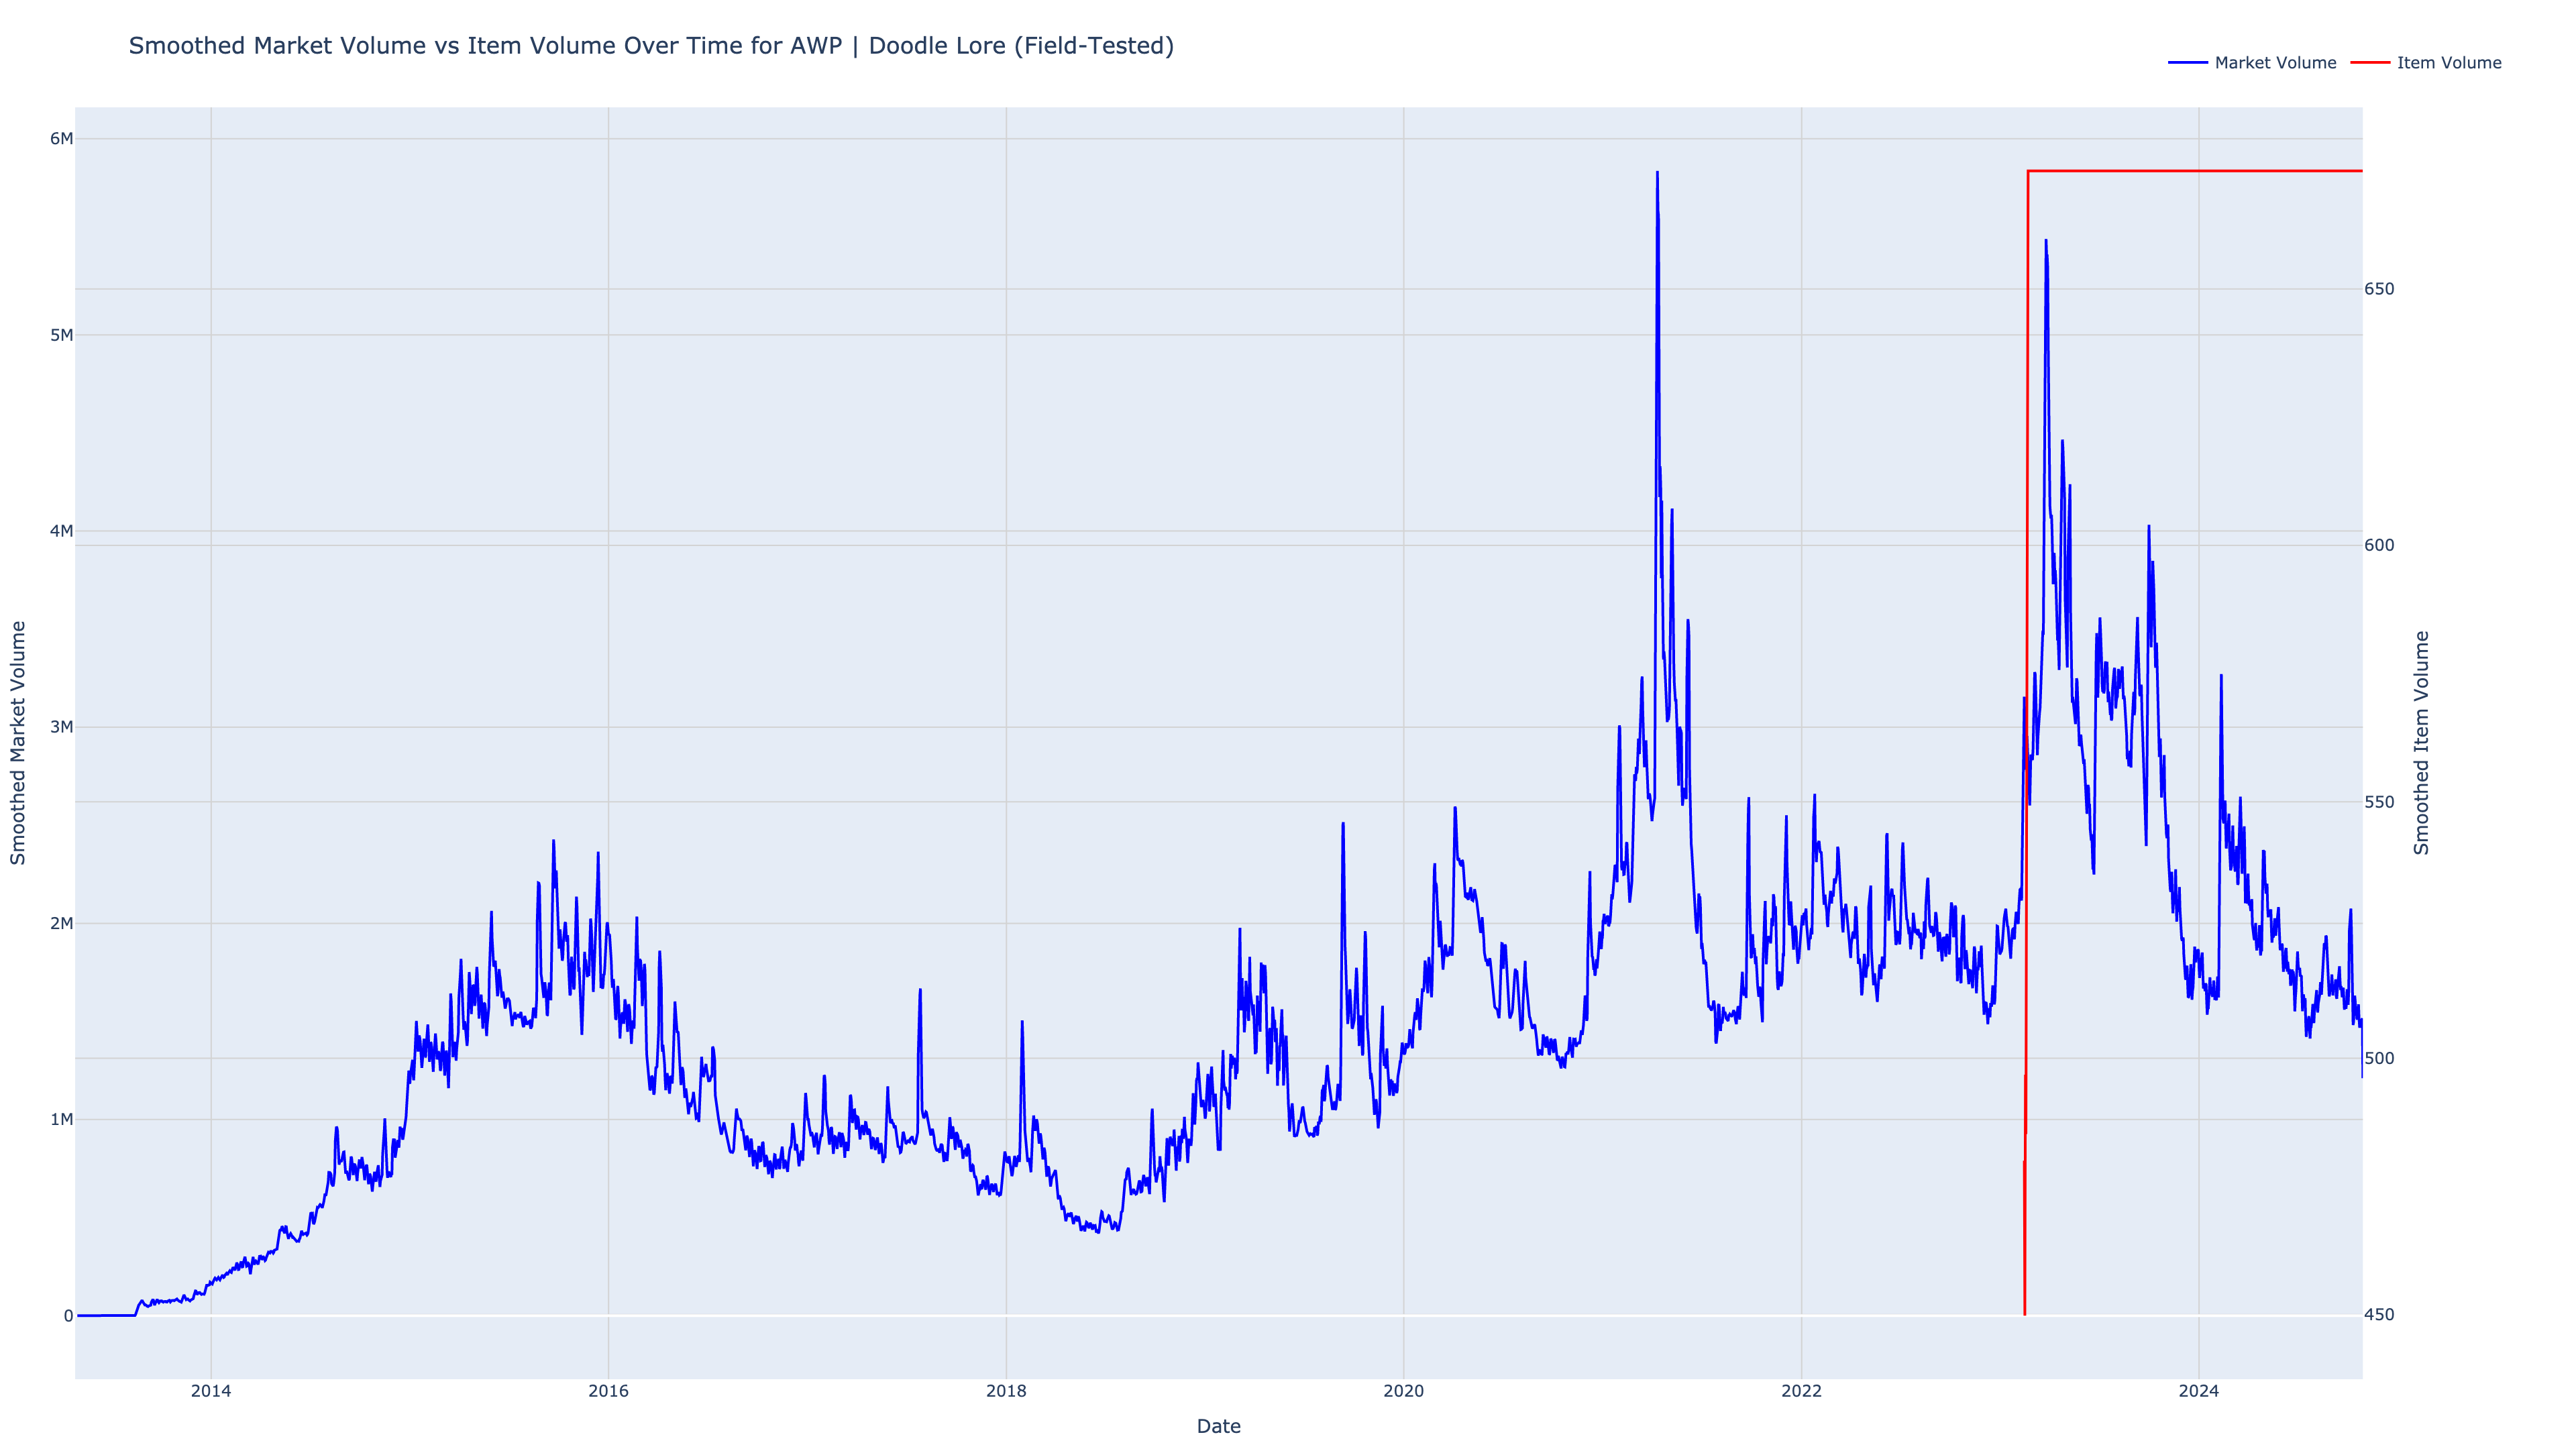 Smoothed Market Volume vs Item Volume Over Time for AWP | Doodle Lore (Field-Tested)
Market Volume
Item Volume
6M
5M
4M
3M
2M
1M
0
Smoothed Market Volume
650
600
550
500
450
Smoothed Item Volume
2014
2016
2018
2020
2022
2024
Date